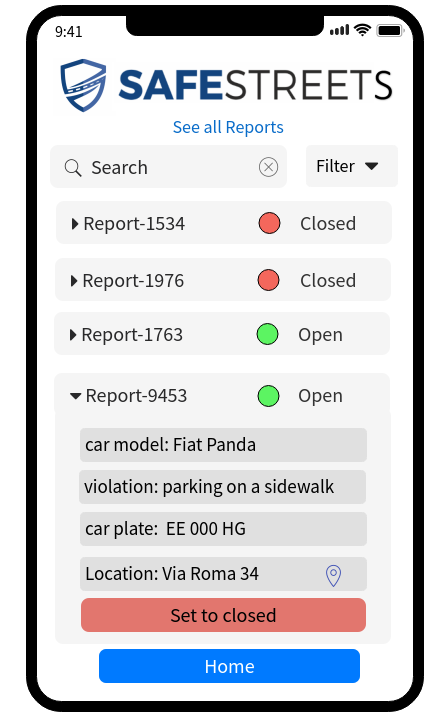 9:41
SAFESTREETS
See all Reports
Search Filter
Report-1534 Closed
Report-1976 Closed
Report-1763 Open
Report-9453 Open
car model: Fiat Panda
violation: parking on a sidewalk
car plate: EE 000 HG
Location: Via Roma 34
Set to closed
Home